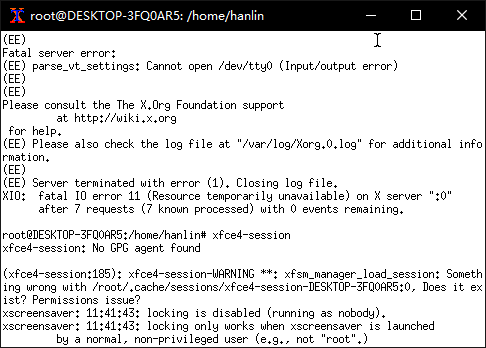 root@DESKTOP-3FQ0AR5: /home/hanlin
(EE)
Fatal server error:
(EE) parse_vt_settings: Cannot open /dev/tty0 (Input/output error)
(EE)
(EE)
Please consult the The X.Org Foundation support
at http://wiki.x.org
for help.
(EE) Please also check the log file at "/var/log/Xorg.0.log" for additional info
rmation.
(EE)
(EE) Server terminated with error (1). Closing log file.
XIO:  fatal IO error 11 (Resource temporarily unavailable) on X server ":0"
after 7 requests (7 known processed) with 0 events remaining.
root@DESKTOP-3FQ0AR5:/home/hanlin# xfce4-session
xfce4-session: No GPG agent found
(xfce4-session:185): xfce4-session-WARNING **: xfsm_manager_load_session: Someth
ing wrong with /root/.cache/sessions/xfce4-session-DESKTOP-3FQ0AR5:0, Does it ex
ist? Permissions issue?
xscreensaver: 11:41:43: locking is disabled (running as nobody).
xscreensaver: 11:41:43: locking only works when xscreensaver is launched
by a normal, non-privileged user (e.g., not "root".)